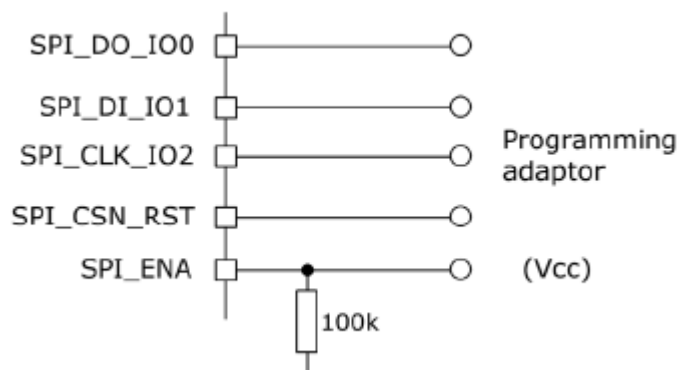 SPI_DO_IO0
SPI_DI_IO1
SPI_CLK_IO2
Programming
adaptor
SPI_CSN_RST
SPI_ENA
(Vcc)
100k